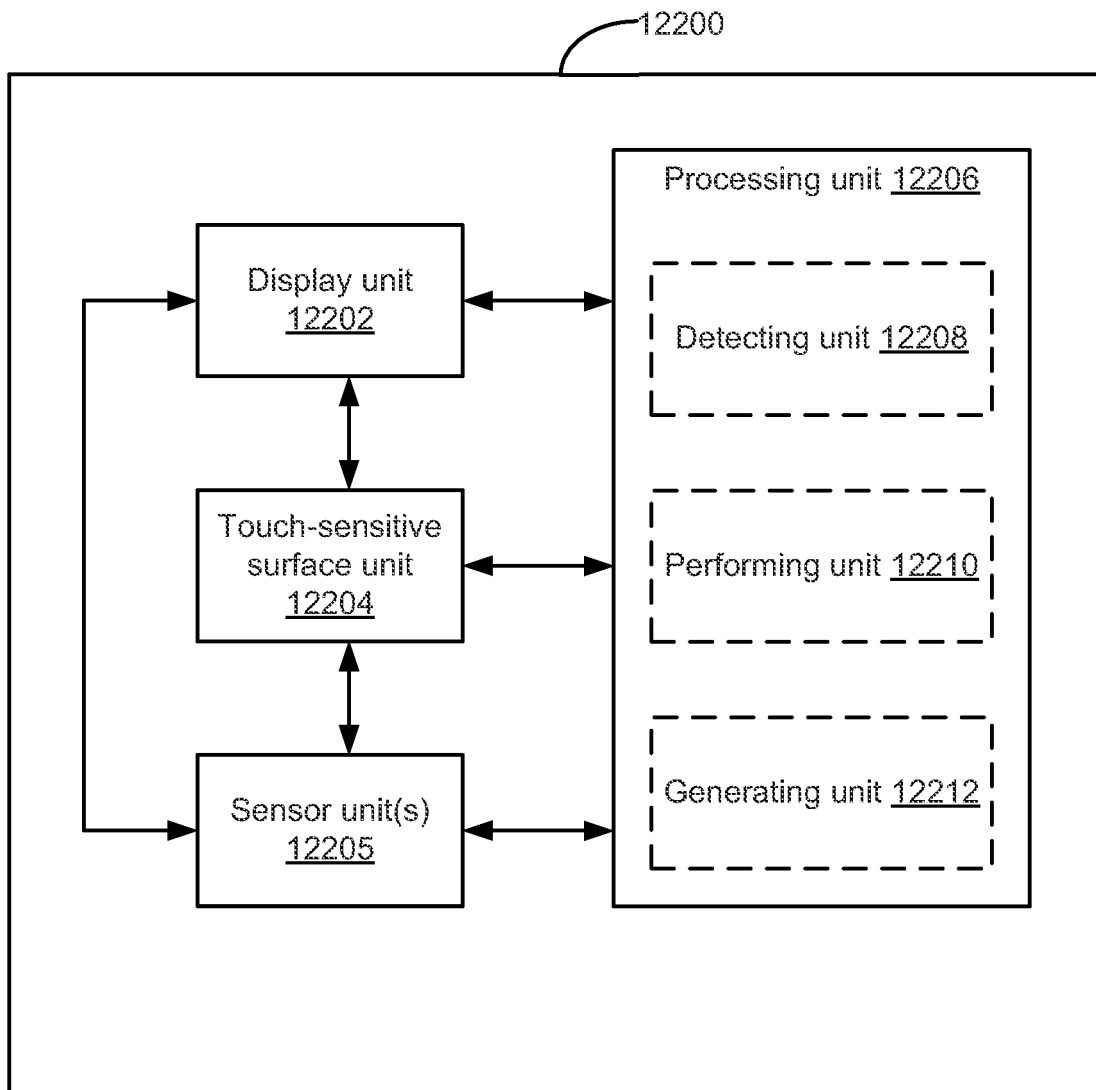 12200
Processing unit 12206
Display unit
12202
Detecting unit 12208
Touch-sensitive
surface unit
12204
Performing unit 12210
Sensor unit(s)
12205
Generating unit 12212